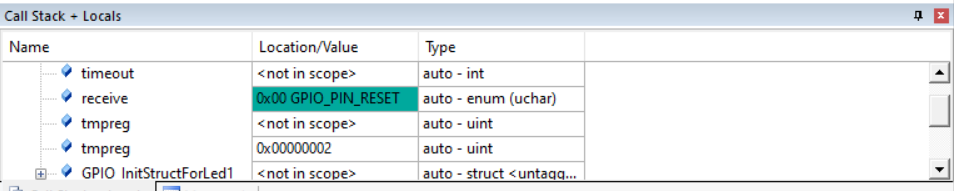 Call Stack + Locals
Name Location/Value Type
timeout <not in scope> auto - int
receive 0x00 GPIO_PIN_RESET auto - enum (uchar)
tmpreg <not in scope> auto - uint
tmpreg 0x00000002 auto - uint
GPIO_InitStructForLed1 <not in scope> auto - struct <untagg...